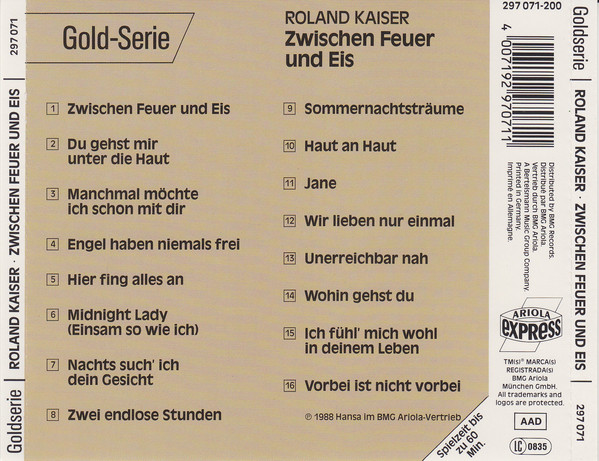 Goldserie | ROLAND KAISER · ZWISCHEN FEUER UND EIS | 297 071
Gold-Serie
ROLAND KAISER
Zwischen Feuer
und Eis
1 Zwischen Feuer und Eis
2 Du gehst mir
unter die Haut
3 Manchmal möchte
ich schon mit dir
4 Engel haben niemals frei
5 Hier fing alles an
6 Midnight Lady
(Einsam so wie ich)
7 Nachts such' ich
dein Gesicht
8 Zwei endlose Stunden
9 Sommernachtsträume
10 Haut an Haut
11 Jane
12 Wir lieben nur einmal
13 Unerreichbar nah
14 Wohin gehst du
15 Ich fühl' mich wohl
in deinem Leben
16 Vorbei ist nicht vorbei
℗ 1988 Hansa im BMG Ariola-Vertrieb
Spielzeit bis
zu 60
Min.
297 071-200
4 007192 970711
Distributed by BMG Records.
Distribué par BMG Ariola.
Vertrieb durch BMG Ariola.
A Bertelsmann Music Group Company.
Printed in Germany.
Imprimé en Allemagne.
ARIOLA
EXPRESS
TM(S)® MARCA(S)
REGISTRADA(S)
BMG Ariola
München GmbH.
All trademarks and
logos are protected.
AAD
LC 0835
Goldserie | ROLAND KAISER · ZWISCHEN FEUER UND EIS | 297 071